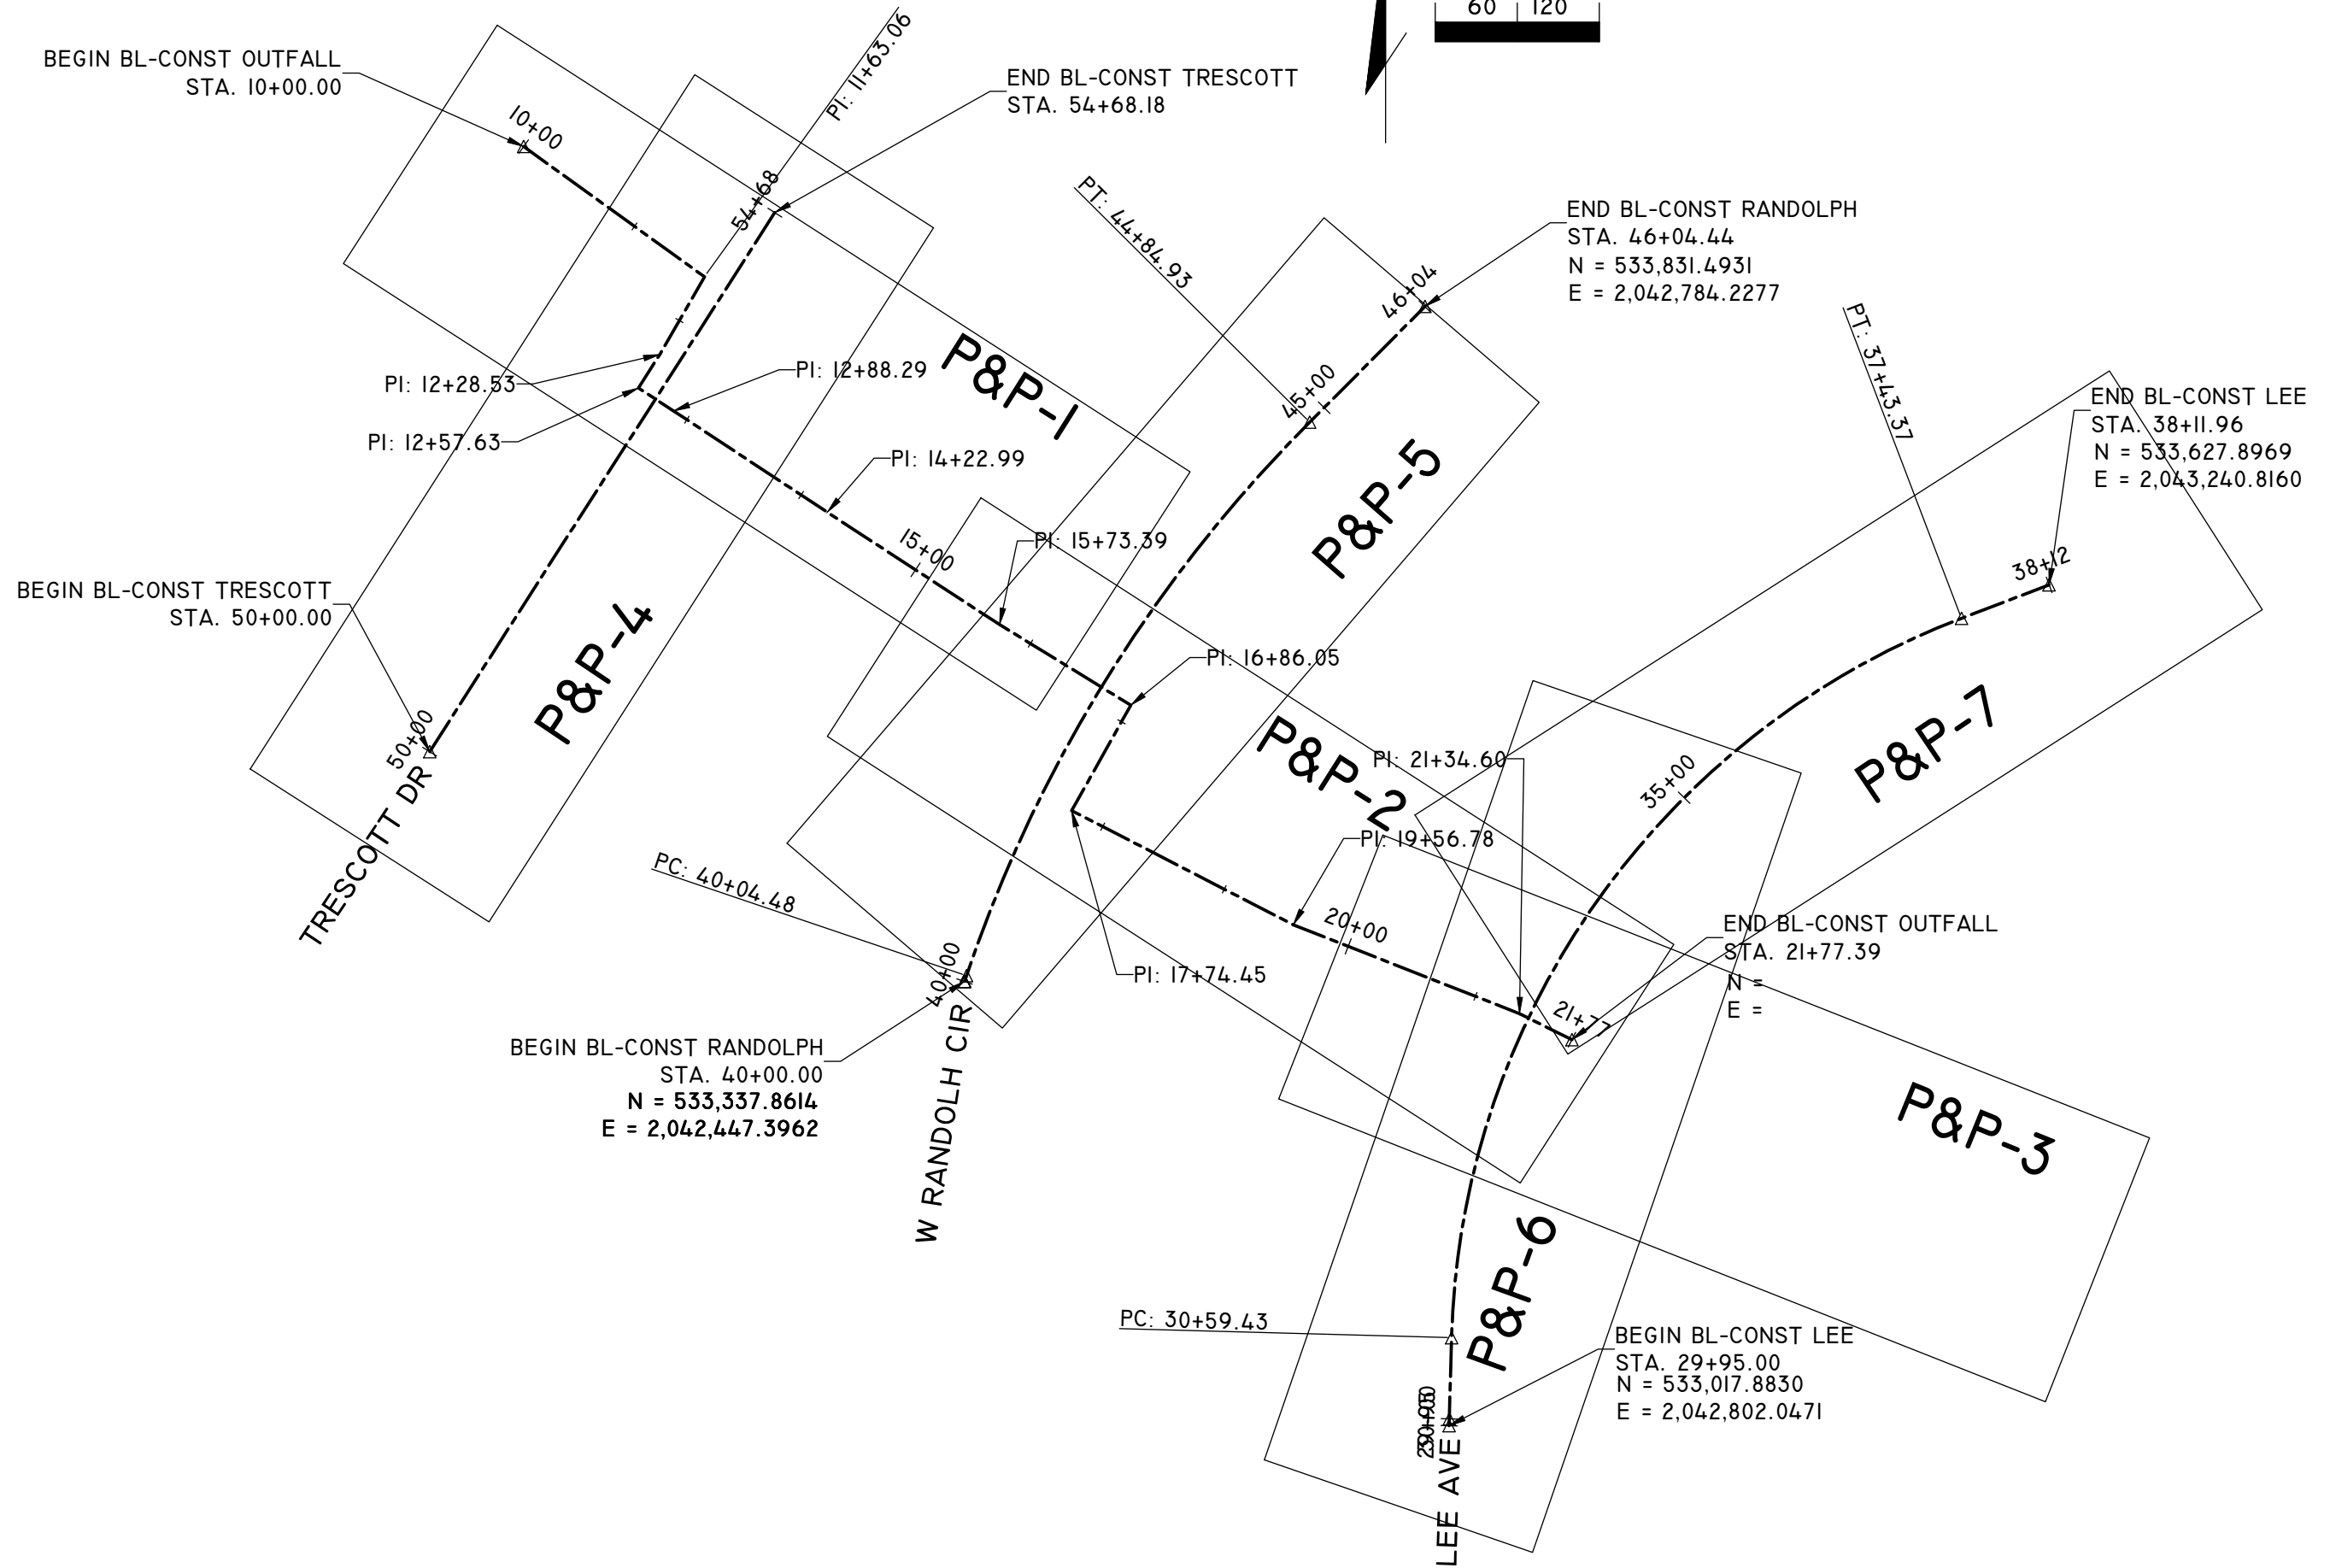 60 120
BEGIN BL-CONST OUTFALL
STA. 10+00.00
10+00
PI: 11+63.06
END BL-CONST TRESCOTT
STA. 54+68.18
54+68
PT: 44+84.93
END BL-CONST RANDOLPH
STA. 46+04.44
N = 533,831.4931
E = 2,042,784.2277
46+04
45+00
PT: 37+43.37
END BL-CONST LEE
STA. 38+11.96
N = 533,627.8969
E = 2,043,240.8160
38+12
PI: 12+28.53
PI: 12+88.29
P&P-1
PI: 12+57.63
PI: 14+22.99
P&P-5
15+00
PI: 15+73.39
BEGIN BL-CONST TRESCOTT
STA. 50+00.00
50+00
P&P-4
TRESCOTT DR
PI: 16+86.05
P&P-2
PI: 21+34.60
P&P-7
35+00
PI: 19+56.78
20+00
PC: 40+04.48
40+00
PI: 17+74.45
END BL-CONST OUTFALL
STA. 21+77.39
N =
E =
21+77
BEGIN BL-CONST RANDOLPH
STA. 40+00.00
N = 533,337.8614
E = 2,042,447.3962
W RANDOLH CIR
P&P-3
P&P-6
PC: 30+59.43
BEGIN BL-CONST LEE
STA. 29+95.00
N = 533,017.8830
E = 2,042,802.0471
LEE AVE